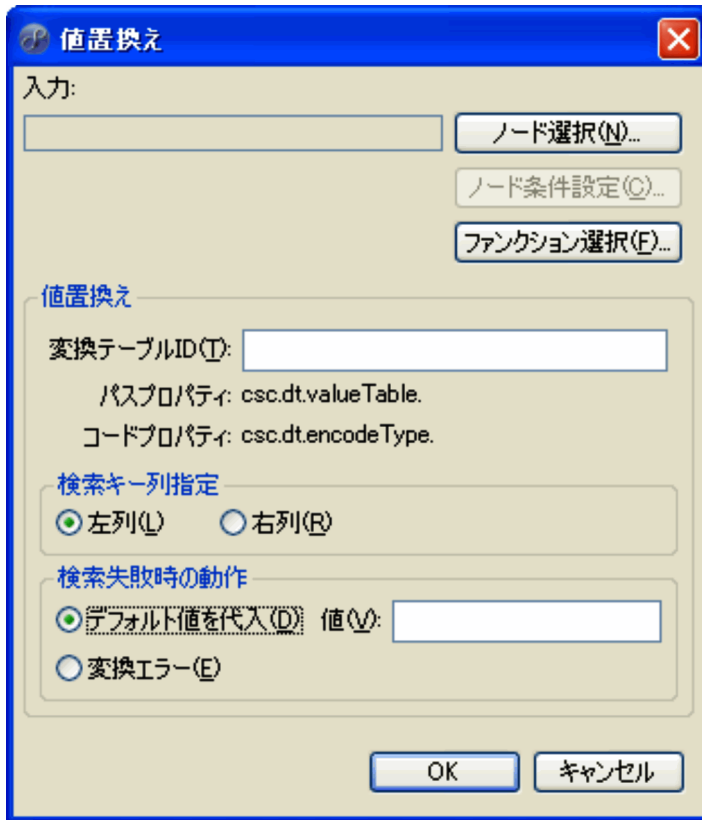 値置換え
入力:
ノード選択(N)...
ノード条件設定(C)...
ファンクション選択(F)...
値置換え
変換テーブルID(T):
パスプロパティ: csc.dt.valueTable.
コードプロパティ: csc.dt.encodeType.
検索キー列指定
左列(L) 右列(R)
検索失敗時の動作
デフォルト値を代入(D) 値(V):
変換エラー(E)
OK キャンセル